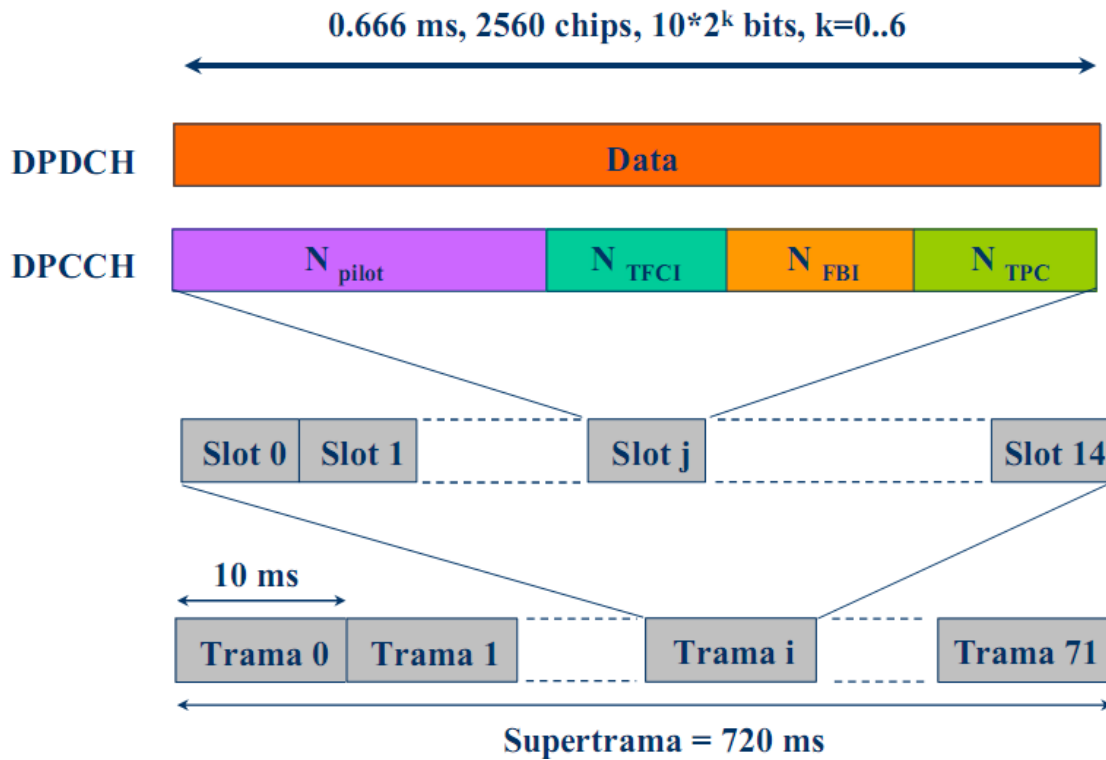 0.666 ms, 2560 chips, 10*2^k bits, k=0..6
DPDCH
Data
DPCCH
N pilot
N TFCI
N FBI
N TPC
Slot 0
Slot 1
Slot j
Slot 14
10 ms
Trama 0
Trama 1
Trama i
Trama 71
Supertrama = 720 ms